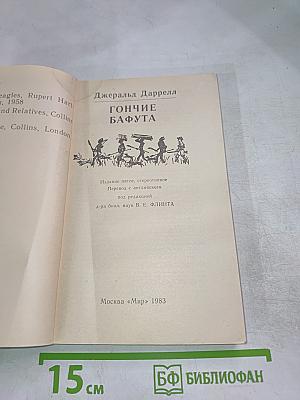 eagles, Rupert Hart
, 1958
nd Relatives, Collins
e, Collins, London
Джеральд Даррелл
ГОНЧИЕ
БАФУТА
Издание пятое, стереотипное
Перевод с английского
под редакцией
д-ра биол. наук В. Е. ФЛИНТА
Москва «Мир» 1983
15 см
БФ БИБЛИОФАН